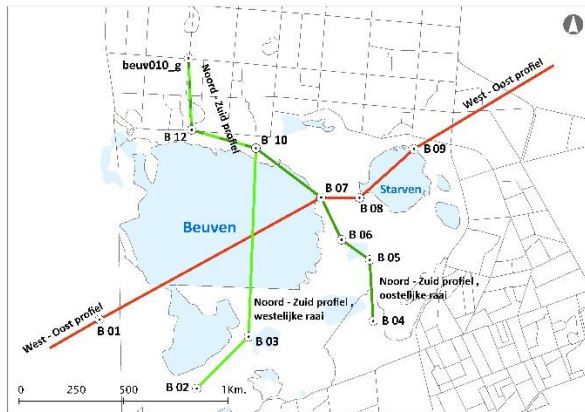 beuv010_g
Noord - Zuid profiel
B 12
B 10
West - Oost profiel
B 09
B 07
B 08
Starven
Beuven
B 06
B 05
Noord - Zuid profiel ,
oostelijke raai
Noord - Zuid profiel ,
westelijke raai
B 04
B 01
West - Oost profiel
B 03
B 02
0 250 500 1Km.